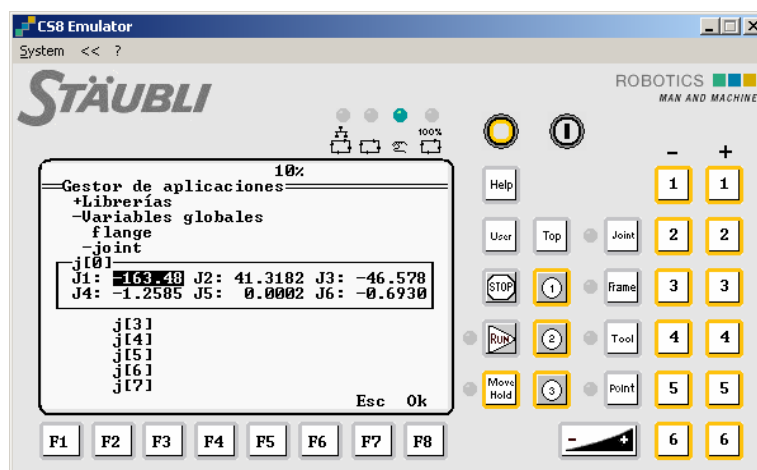 CS8 Emulator
System << ?
STÄUBLI
ROBOTICS
MAN AND MACHINE
100%
10%
Gestor de aplicaciones
+Librerías
-Variables globales
flange
-joint
j[0]
J1: -163.48 J2: 41.3182 J3: -46.578
J4: -1.2585 J5: 0.0002 J6: -0.6930
j[3]
j[4]
j[5]
j[6]
j[7]
Esc Ok
F1 F2 F3 F4 F5 F6 F7 F8
- +
Help 1 1
User Top Joint 2 2
STOP 1 Frame 3 3
RUN 2 Tool 4 4
Move Hold 3 Point 5 5
- + 6 6